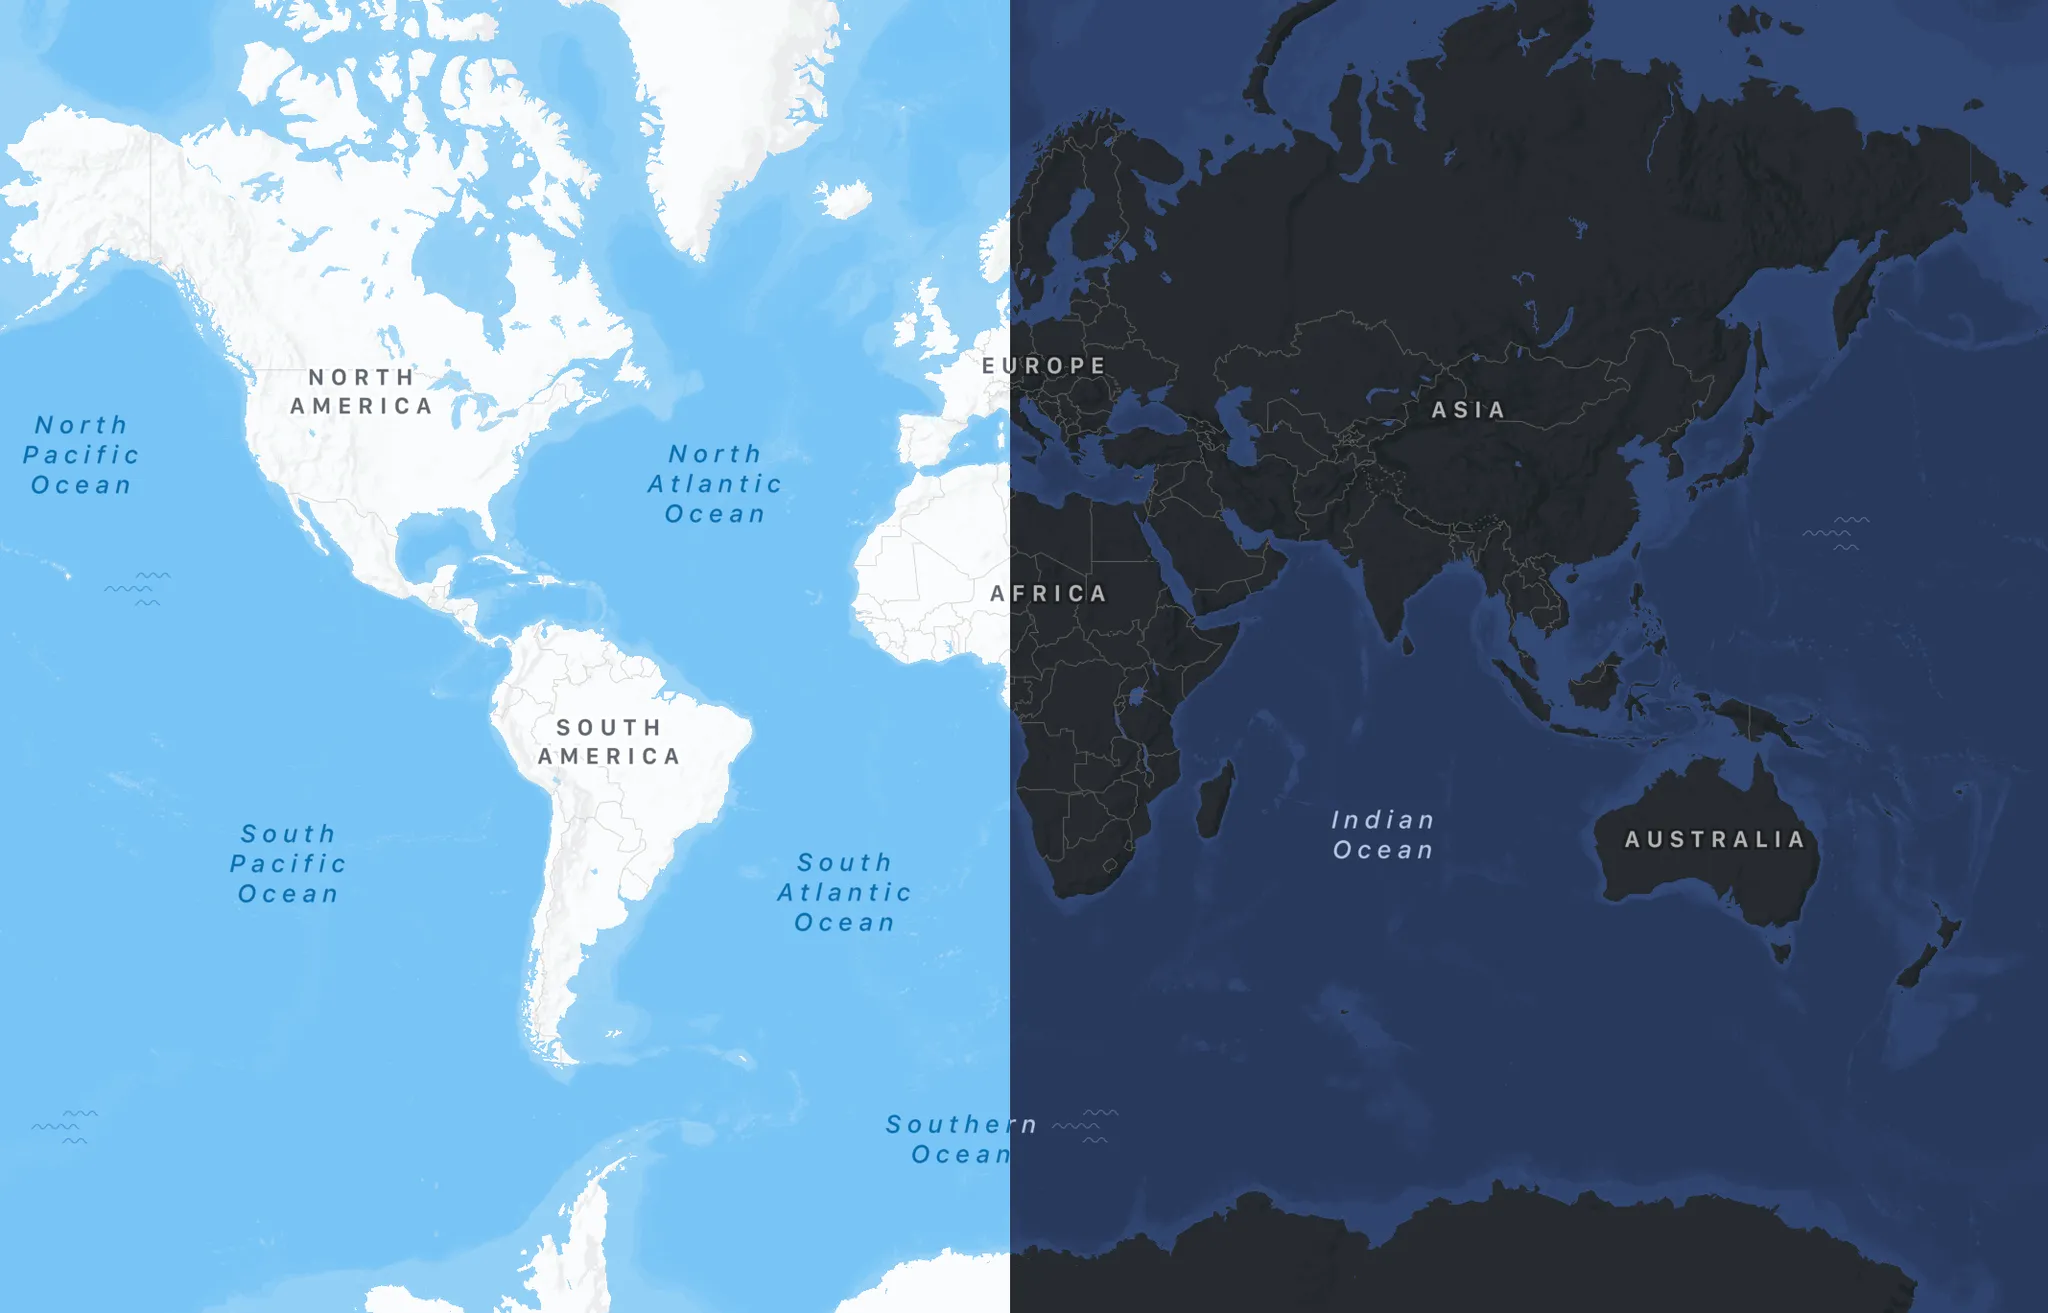 NORTH
AMERICA
North
Pacific
Ocean
North
Atlantic
Ocean
EUROPE
ASIA
AFRICA
SOUTH
AMERICA
South
Pacific
Ocean
South
Atlantic
Ocean
Indian
Ocean
AUSTRALIA
Southern
Ocean